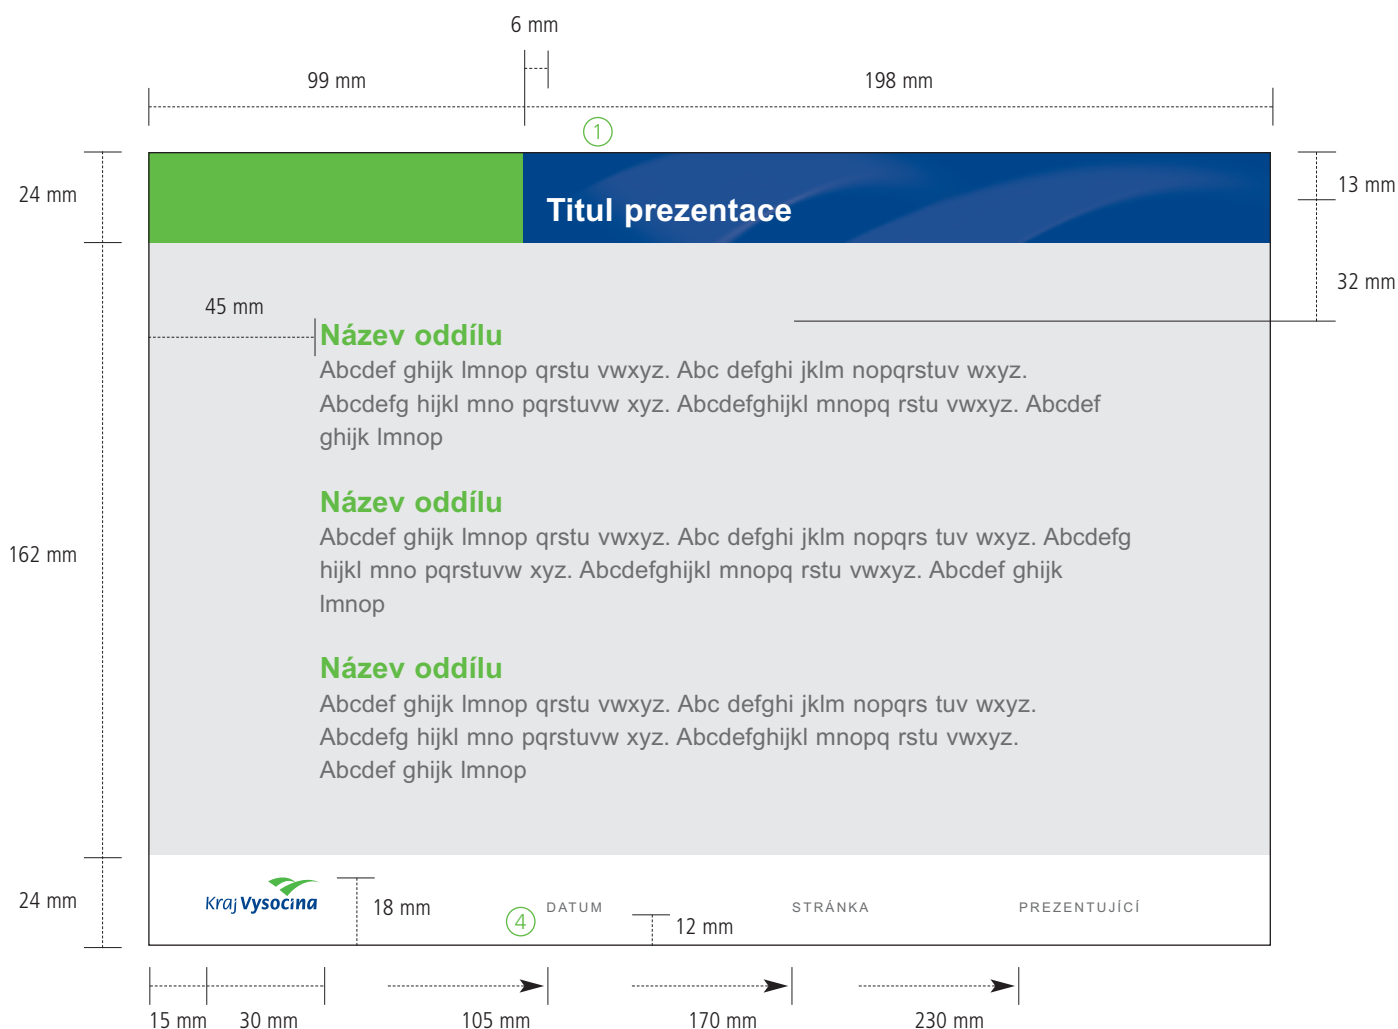 6 mm
99 mm
198 mm
1
24 mm
13 mm
Titul prezentace
32 mm
45 mm
Název oddílu
Abcdef ghijk lmnop qrstu vwxyz. Abc defghi jklm nopqrstuv wxyz.
Abcdefg hijkl mno pqrstuvw xyz. Abcdefghijkl mnopq rstu vwxyz. Abcdef
ghijk lmnop
Název oddílu
Abcdef ghijk lmnop qrstu vwxyz. Abc defghi jklm nopqrs tuv wxyz. Abcdefg
hijkl mno pqrstuvw xyz. Abcdefghijkl mnopq rstu vwxyz. Abcdef ghijk
lmnop
162 mm
Název oddílu
Abcdef ghijk lmnop qrstu vwxyz. Abc defghi jklm nopqrs tuv wxyz.
Abcdefg hijkl mno pqrstuvw xyz. Abcdefghijkl mnopq rstu vwxyz.
Abcdef ghijk lmnop
24 mm
Kraj Vysočina
18 mm
4
DATUM
12 mm
STRÁNKA
PREZENTUJÍCÍ
15 mm
30 mm
105 mm
170 mm
230 mm